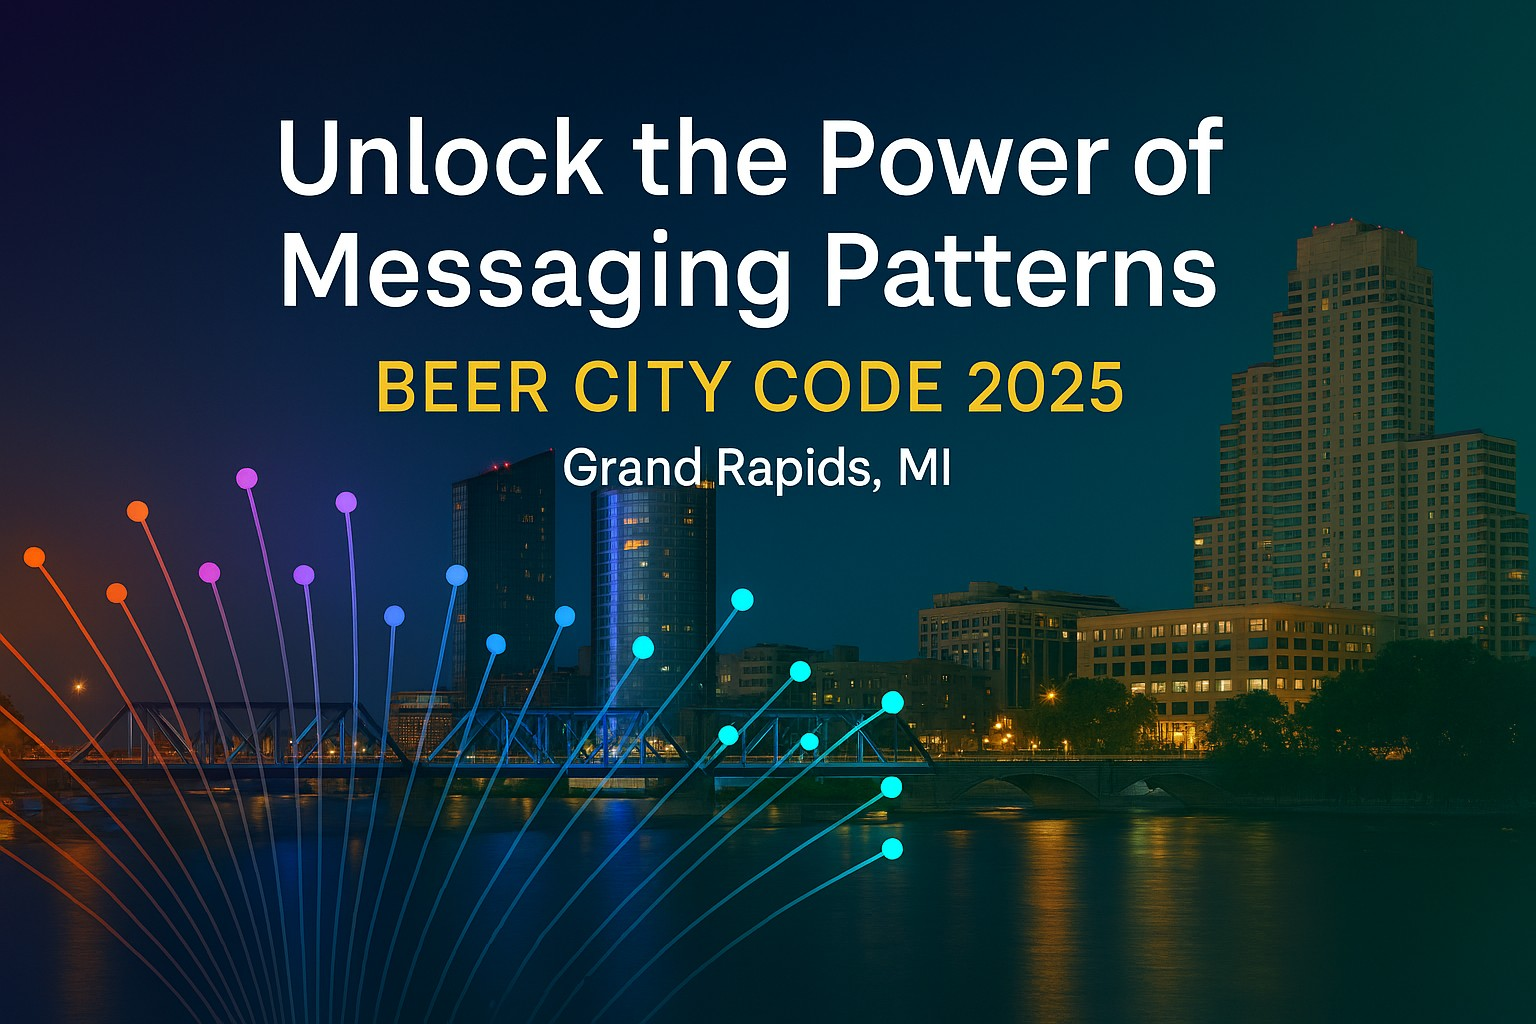 Unlock the Power of
Messaging Patterns
BEER CITY CODE 2025
Grand Rapids, MI